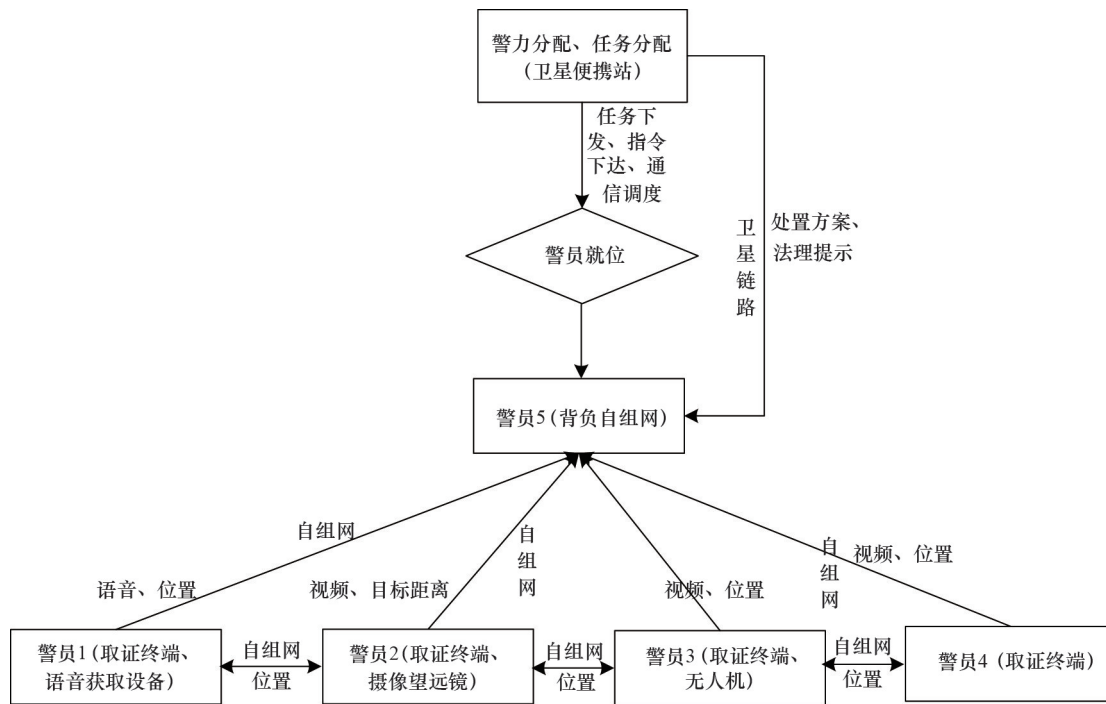 警力分配、任务分配
(卫星便携站)
任务下
发、指令
下达、通
信调度
卫星链路
处置方案、
法理提示
警员就位
警员5(背负自组网)
自组网
语音、位置
自组网
视频、目标距离
视频、位置
自组网
视频、位置
警员1(取证终端、
语音获取设备)
自组网
位置
警员2(取证终端、
摄像望远镜)
自组网
位置
警员3(取证终端、
无人机)
自组网
位置
警员4(取证终端)